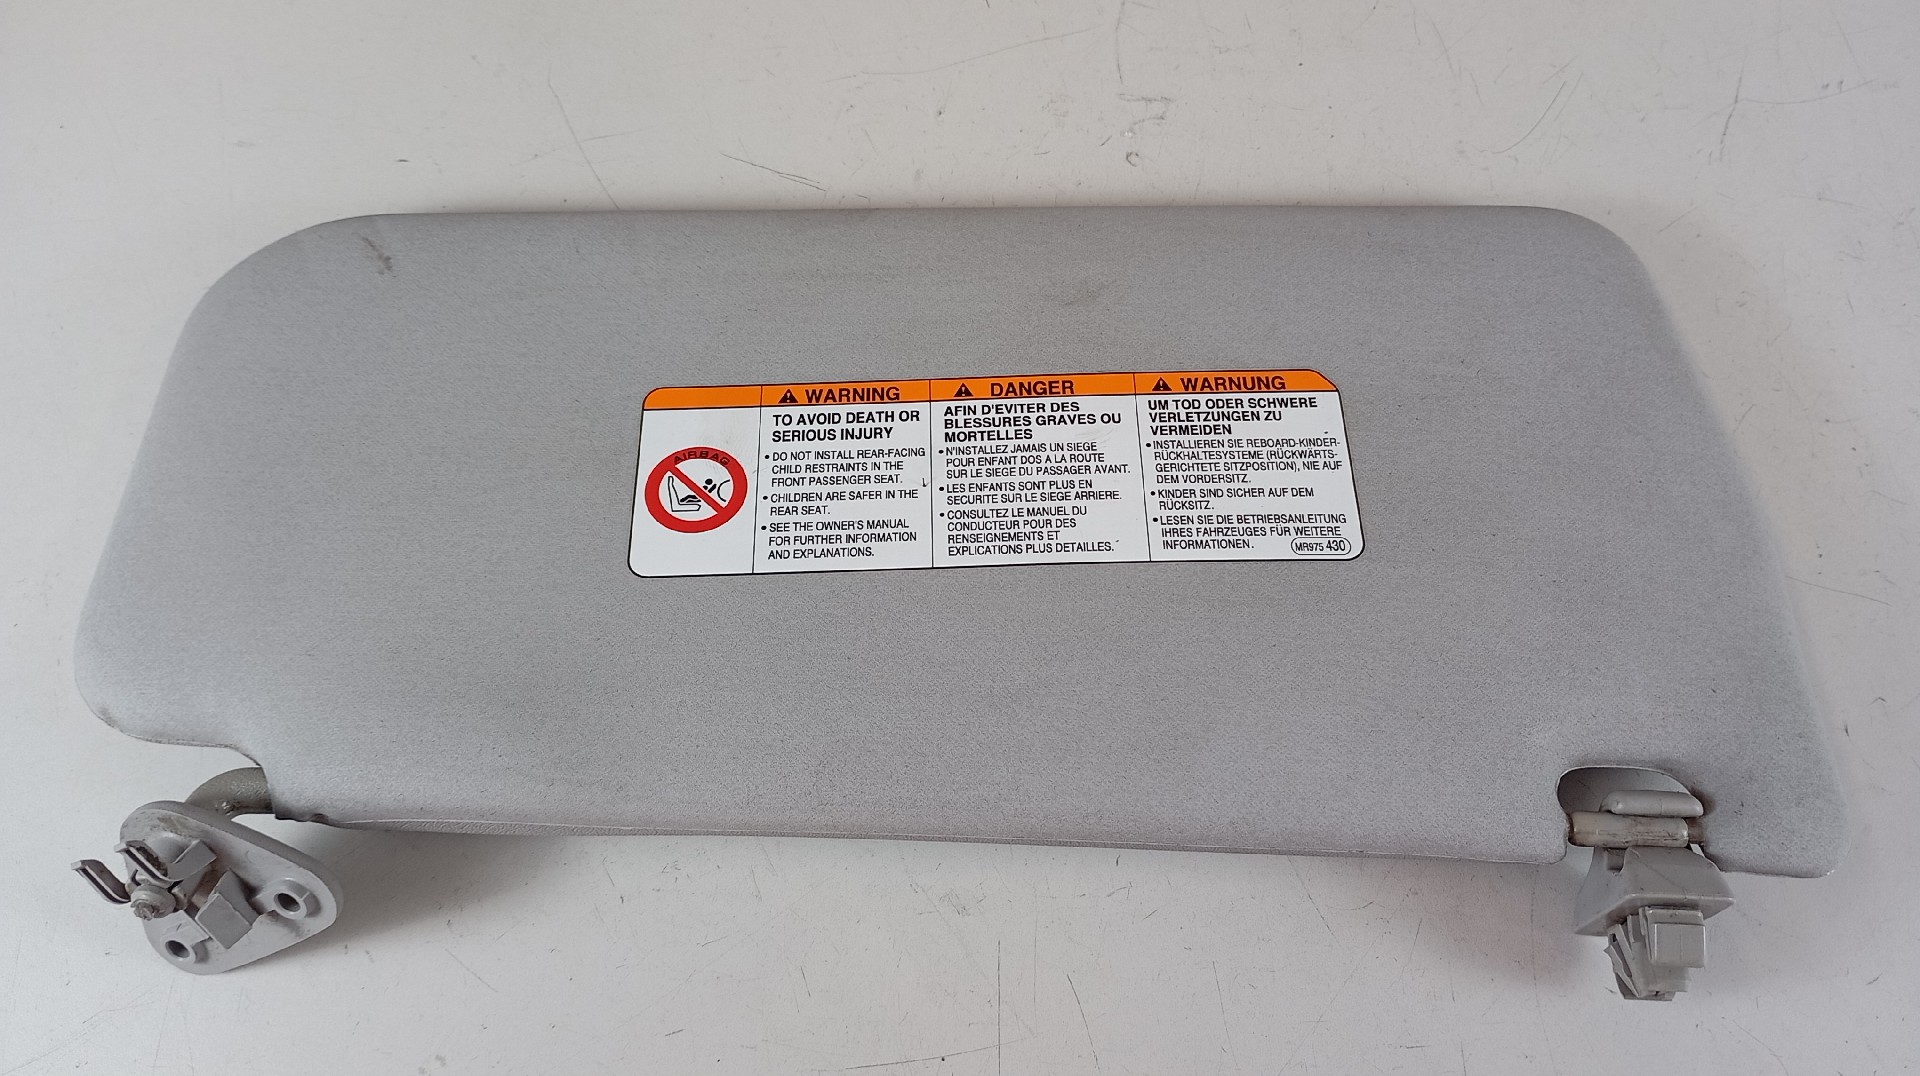 AIRBAG
WARNING
TO AVOID DEATH OR
SERIOUS INJURY
• DO NOT INSTALL REAR-FACING
CHILD RESTRAINTS IN THE
FRONT PASSENGER SEAT.
• CHILDREN ARE SAFER IN THE
REAR SEAT.
• SEE THE OWNER'S MANUAL
FOR FURTHER INFORMATION
AND EXPLANATIONS.
DANGER
AFIN D'EVITER DES
BLESSURES GRAVES OU
MORTELLES
• N'INSTALLEZ JAMAIS UN SIEGE
POUR ENFANT DOS A LA ROUTE
SUR LE SIEGE DU PASSAGER AVANT.
• LES ENFANTS SONT PLUS EN
SECURITE SUR LE SIEGE ARRIERE.
• CONSULTEZ LE MANUEL DU
CONDUCTEUR POUR DES
RENSEIGNEMENTS ET
EXPLICATIONS PLUS DETAILLES.
WARNUNG
UM TOD ODER SCHWERE
VERLETZUNGEN ZU
VERMEIDEN
• INSTALLIEREN SIE REBOARD-KINDER-
RÜCKHALTESYSTEME (RÜCKWÄRTS-
GERICHTETE SITZPOSITION), NIE AUF
DEM VORDERSITZ.
• KINDER SIND SICHER AUF DEM
RÜCKSITZ.
• LESEN SIE DIE BETRIEBSANLEITUNG
IHRES FAHRZEUGES FÜR WEITERE
INFORMATIONEN.
MR975 430